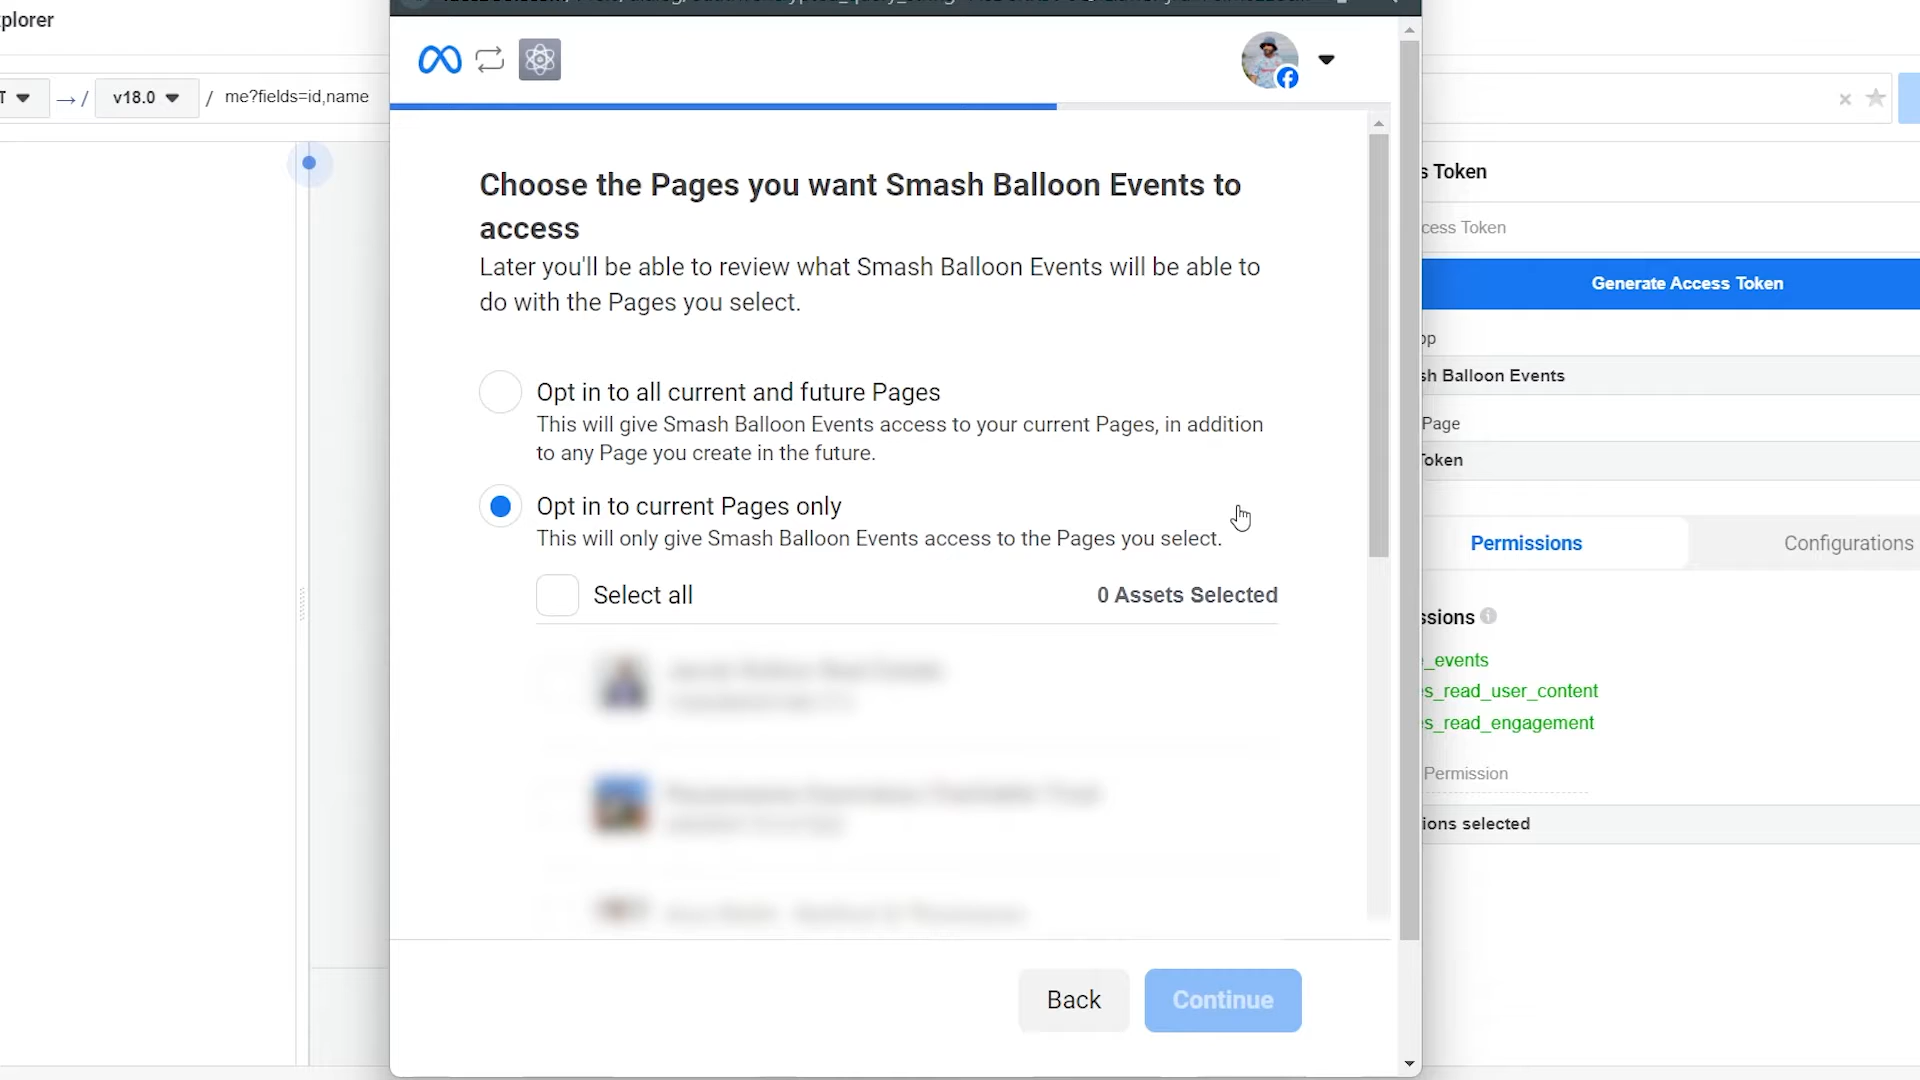 plorer
T
v18.0
/
me?fields=id,name
Choose the Pages you want Smash Balloon Events to
access
Later you'll be able to review what Smash Balloon Events will be able to
do with the Pages you select.
Opt in to all current and future Pages
This will give Smash Balloon Events access to your current Pages, in addition
to any Page you create in the future.
Opt in to current Pages only
This will only give Smash Balloon Events access to the Pages you select.
Select all
0 Assets Selected
Back
Continue
s Token
cess Token
Generate Access Token
pp
sh Balloon Events
Page
Token
Permissions
Configurations
ssions
_events
s_read_user_content
s_read_engagement
Permission
ions selected